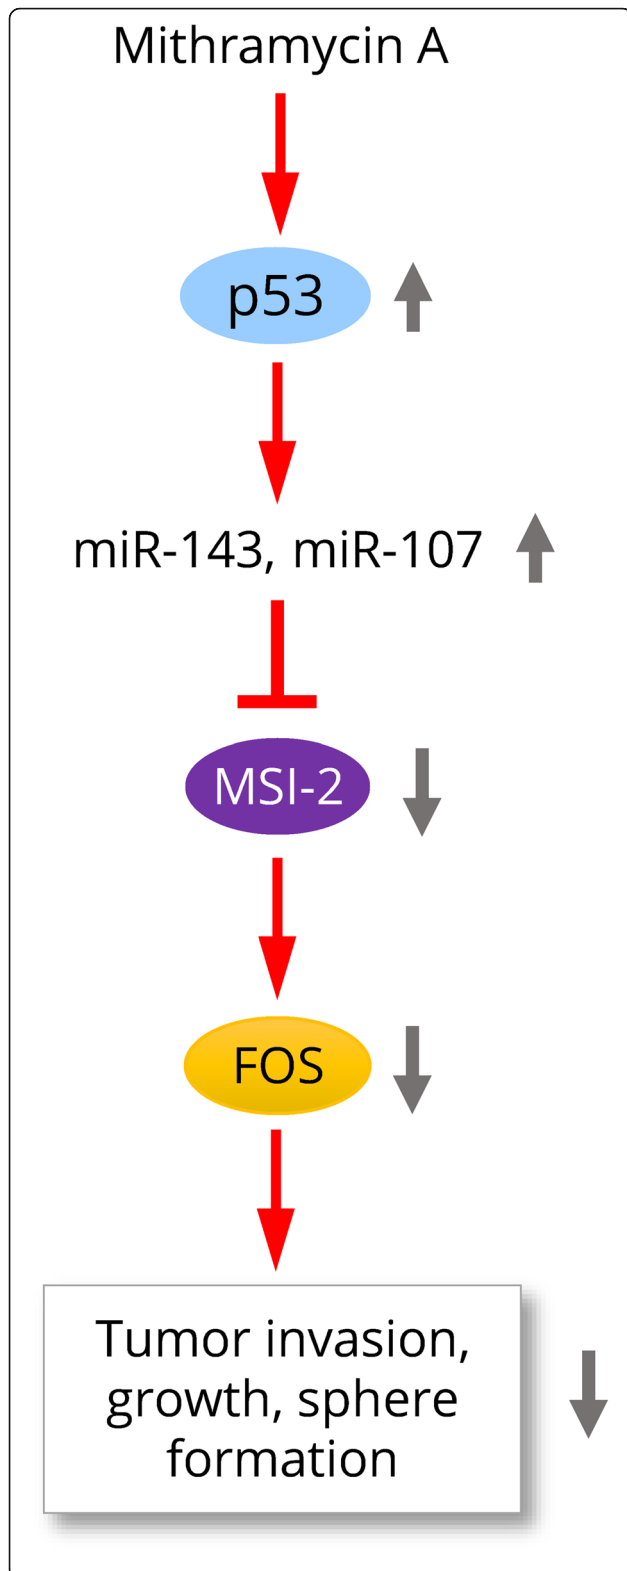 Mithramycin A
p53
miR-143, miR-107
MSI-2
FOS
Tumor invasion,
growth, sphere
formation